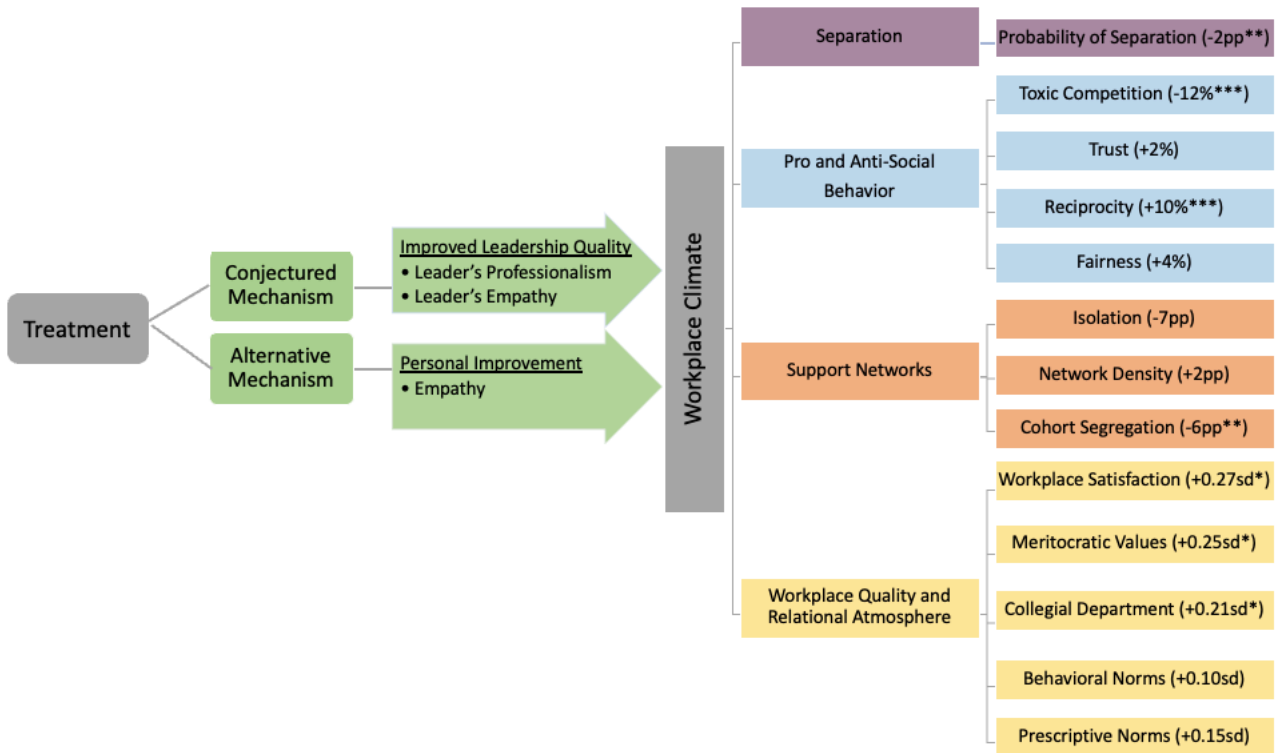 Treatment
Conjectured
Mechanism
Alternative
Mechanism
Improved Leadership Quality
• Leader's Professionalism
• Leader's Empathy
Personal Improvement
• Empathy
Workplace Climate
Separation
Probability of Separation (-2pp**)
Pro and Anti-Social
Behavior
Toxic Competition (-12%***)
Trust (+2%)
Reciprocity (+10%***)
Fairness (+4%)
Support Networks
Isolation (-7pp)
Network Density (+2pp)
Cohort Segregation (-6pp**)
Workplace Quality and
Relational Atmosphere
Workplace Satisfaction (+0.27sd*)
Meritocratic Values (+0.25sd*)
Collegial Department (+0.21sd*)
Behavioral Norms (+0.10sd)
Prescriptive Norms (+0.15sd)